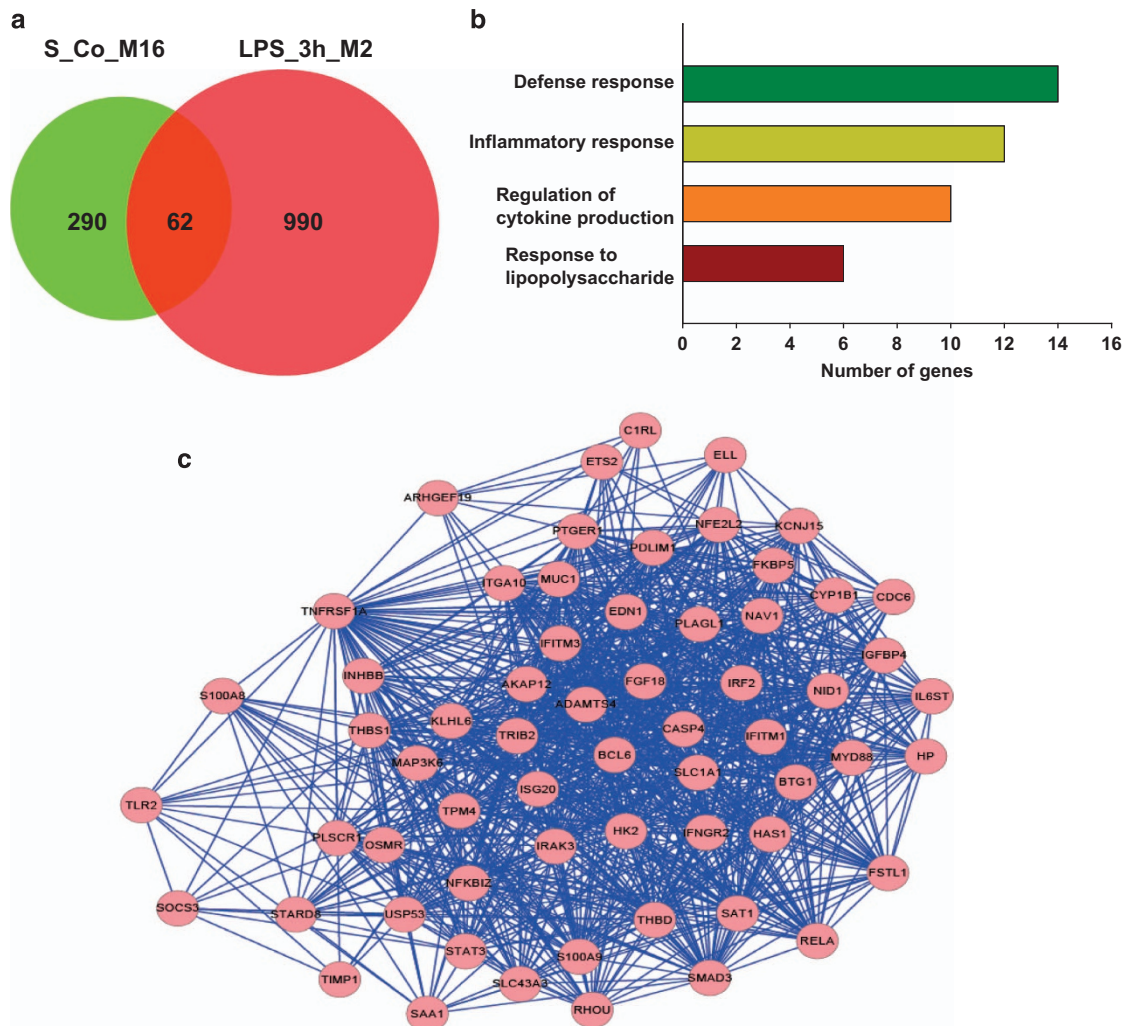 a
S_Co_M16
LPS_3h_M2
290
62
990
b
Defense response
Inflammatory response
Regulation of
cytokine production
Response to
lipopolysaccharide
0 2 4 6 8 10 12 14 16
Number of genes
c
C1RL
ETS2
ELL
ARHGEF19
PTGER1
NFE2L2
KCNJ15
PDLIM1
FKBP5
ITGA10
MUC1
CYP1B1
CDC6
TNFRSF1A
EDN1
PLAGL1
NAV1
IFITM3
IGFBP4
INHBB
AKAP12
FGF18
IRF2
NID1
IL6ST
S100A8
ADAMTS4
THBS1
KLHL6
TRIB2
CASP4
IFITM1
MAP3K6
BCL6
MYD88
HP
SLC1A1
BTG1
TLR2
ISG20
TPM4
PLSCR1
OSMR
IRAK3
HK2
IFNGR2
HAS1
NFKBIZ
FSTL1
SOCS3
STARD8
USP53
THBD
SAT1
STAT3
S100A9
RELA
TIMP1
SLC43A3
SMAD3
SAA1
RHOU